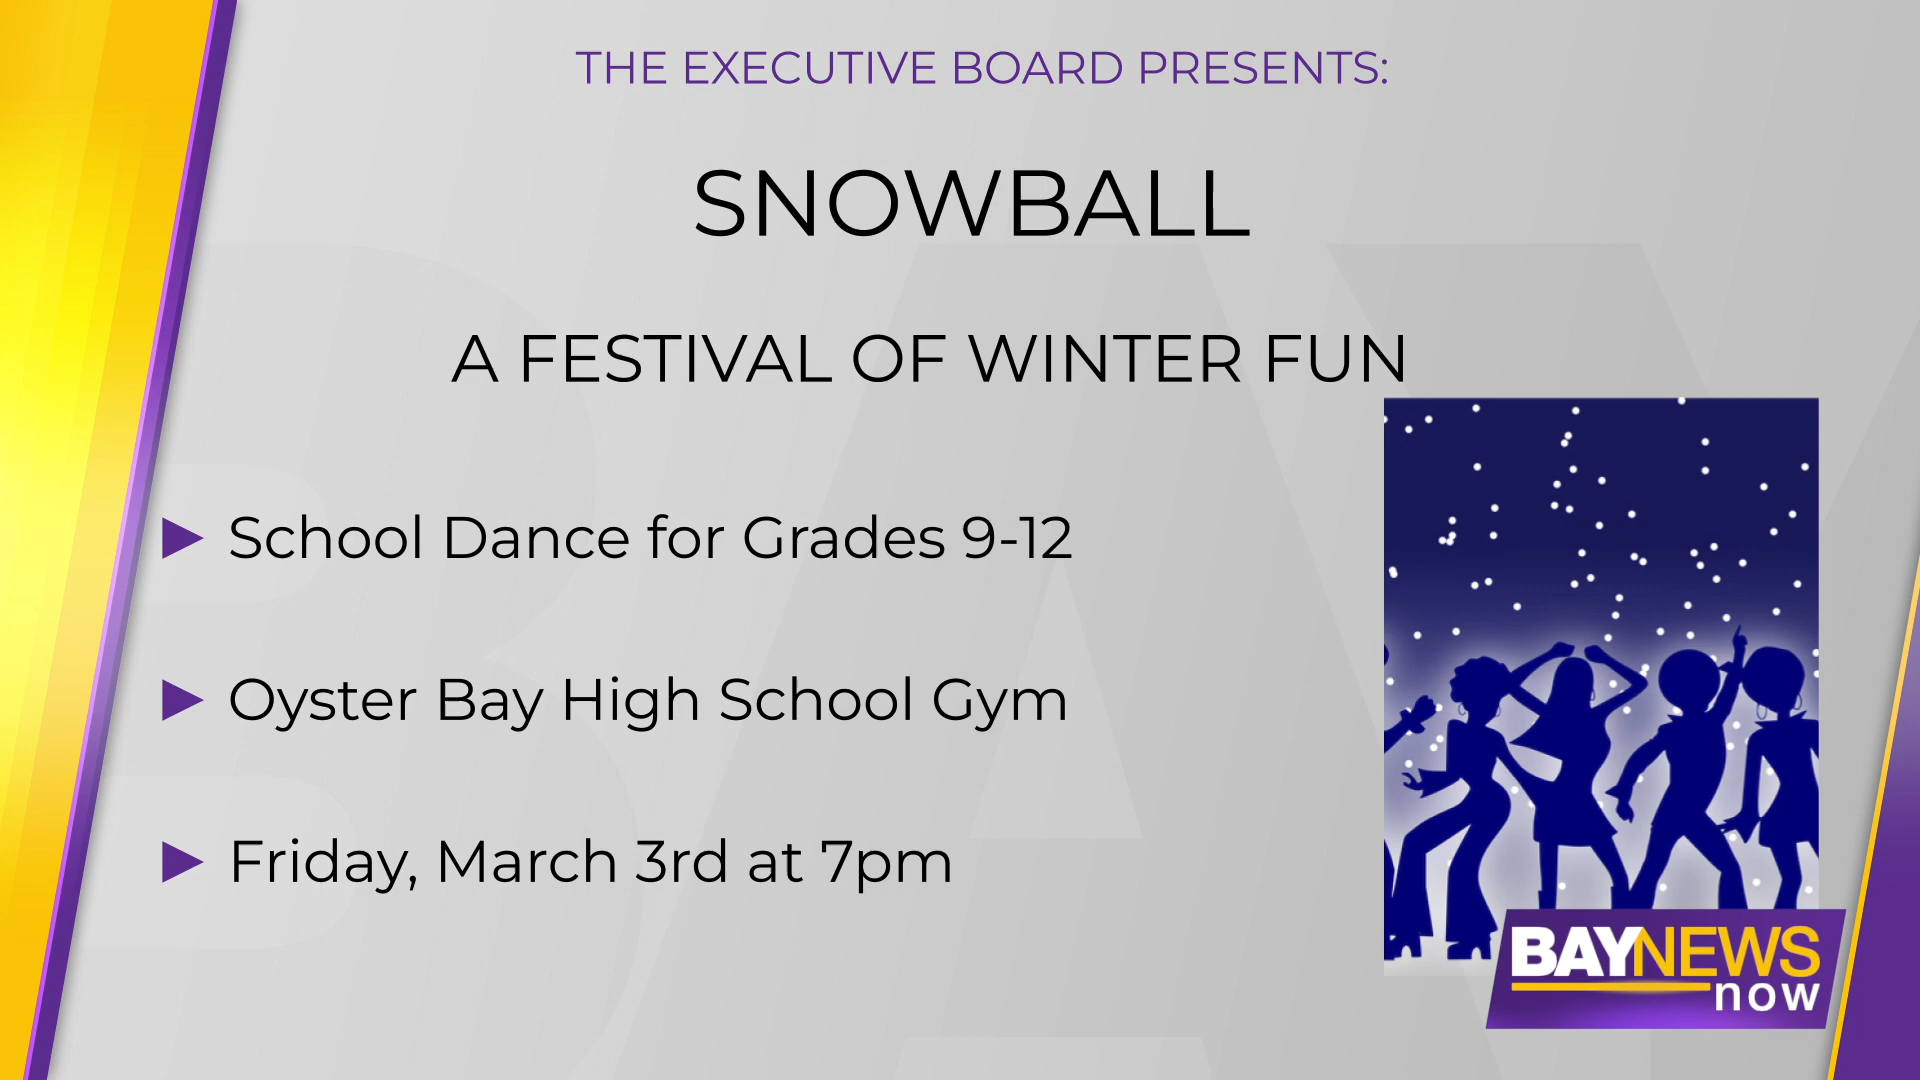 THE EXECUTIVE BOARD PRESENTS:
SNOWBALL
A FESTIVAL OF WINTER FUN
School Dance for Grades 9-12
Oyster Bay High School Gym
Friday, March 3rd at 7pm
BAYNEWS
now